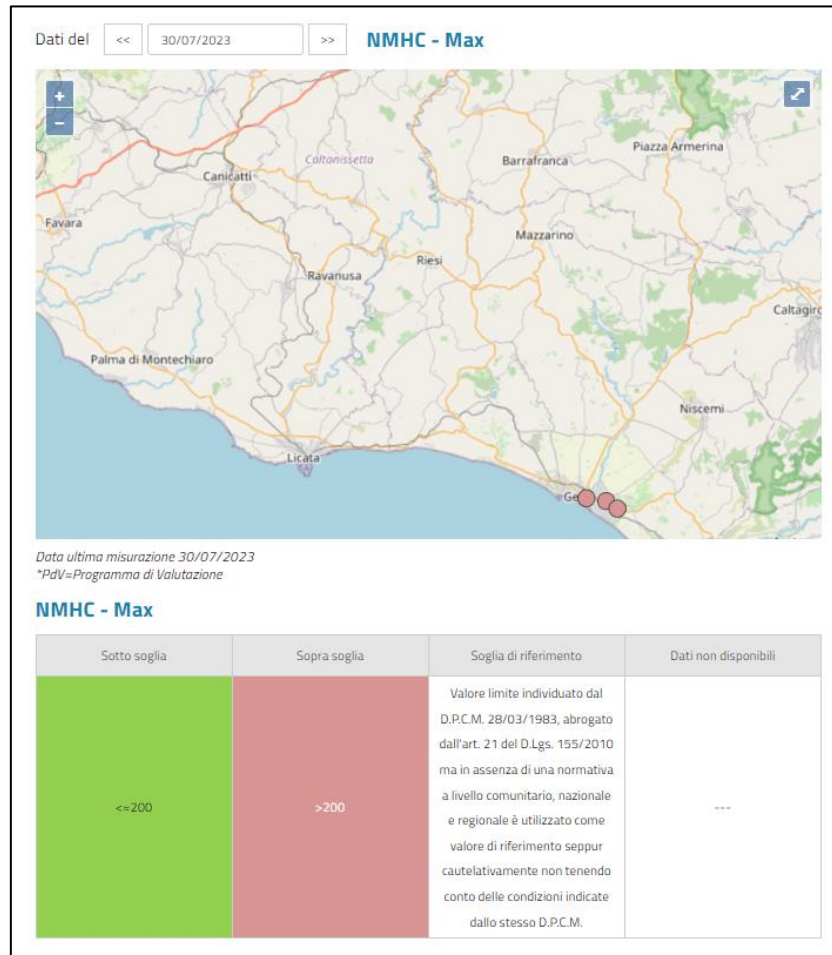 Dati del << 30/07/2023 >> NMHC - Max
+
−
Caltanissetta
Piazza Armerina
Barrafranca
Canicattì
Favara
Mazzarino
Riesi
Ravanusa
Caltagiro
Palma di Montechiaro
Niscemi
Licata
Ge
Data ultima misurazione 30/07/2023
*PdV=Programma di Valutazione
NMHC - Max
Sotto soglia Sopra soglia Soglia di riferimento Dati non disponibili
Valore limite individuato dal
D.P.C.M. 28/03/1983, abrogato
dall'art. 21 del D.Lgs. 155/2010
ma in assenza di una normativa
a livello comunitario, nazionale
<=200 >200 e regionale è utilizzato come ---
valore di riferimento seppur
cautelativamente non tenendo
conto delle condizioni indicate
dallo stesso D.P.C.M.